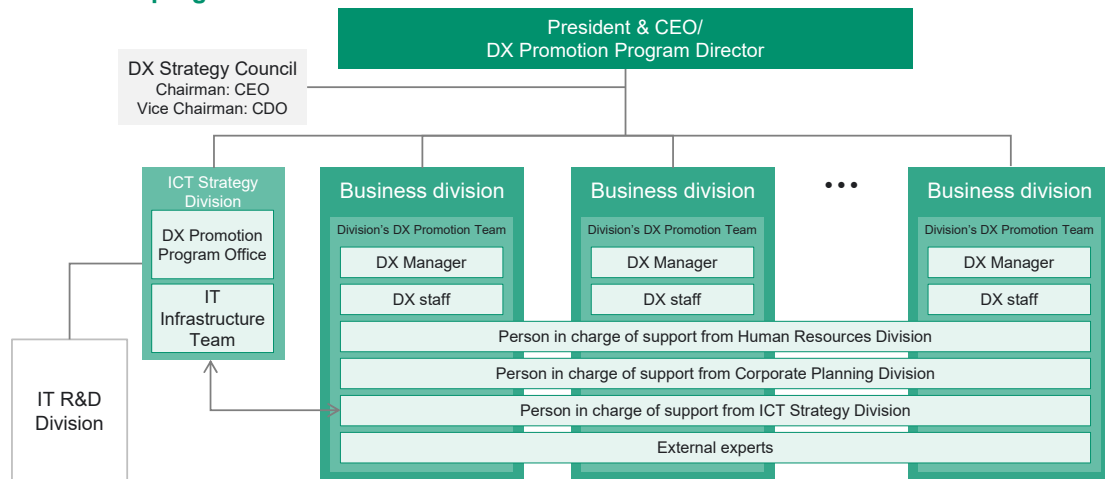 President & CEO/
DX Promotion Program Director
DX Strategy Council
Chairman: CEO
Vice Chairman: CDO
ICT Strategy
Division
DX Promotion
Program Office
IT
Infrastructure
Team
IT R&D
Division
Business division
Division's DX Promotion Team
DX Manager
DX staff
Business division
Division's DX Promotion Team
DX Manager
DX staff
•••
Business division
Division's DX Promotion Team
DX Manager
DX staff
Person in charge of support from Human Resources Division
Person in charge of support from Corporate Planning Division
Person in charge of support from ICT Strategy Division
External experts